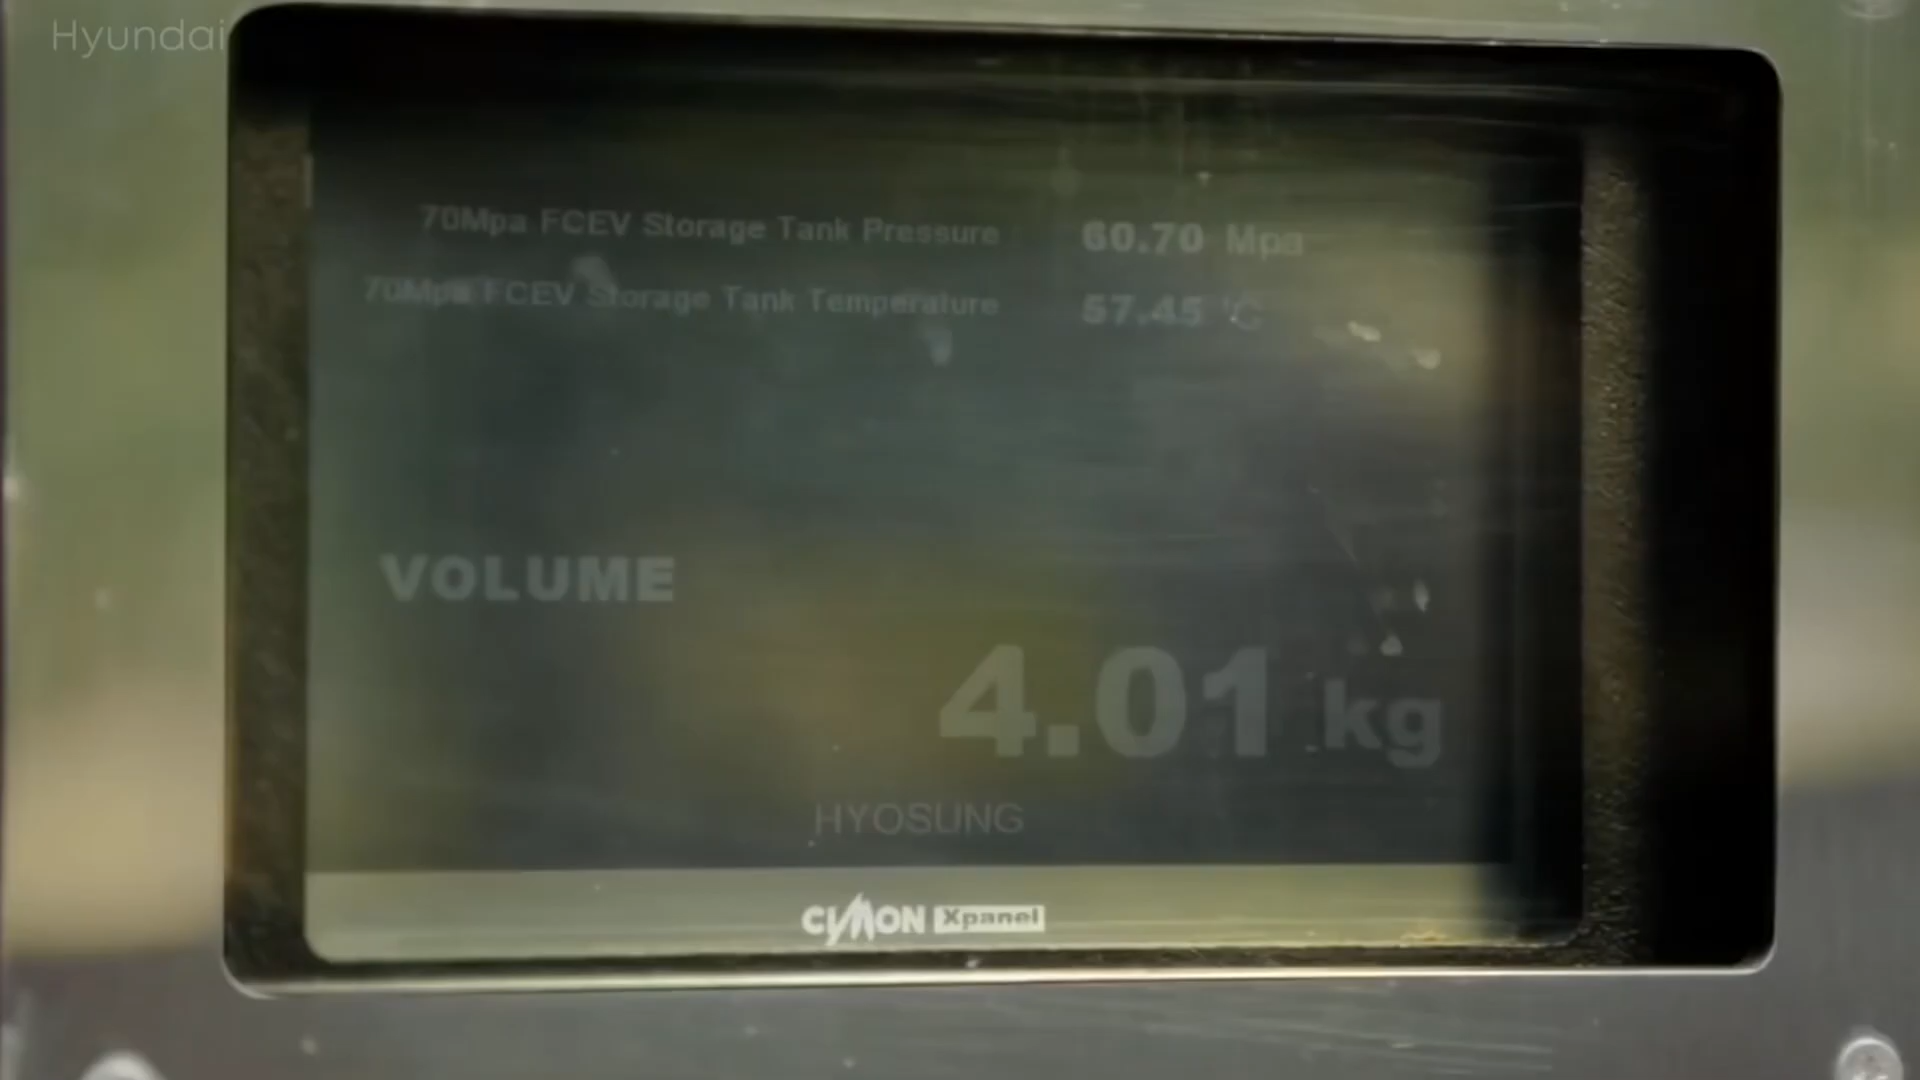 Hyundai
70Mpa FCEV Storage Tank Pressure 60.70 Mpa
70Mpa FCEV Storage Tank Temperature 57.45 °C
VOLUME
4.01 kg
HYOSUNG
CIMON Xpanel